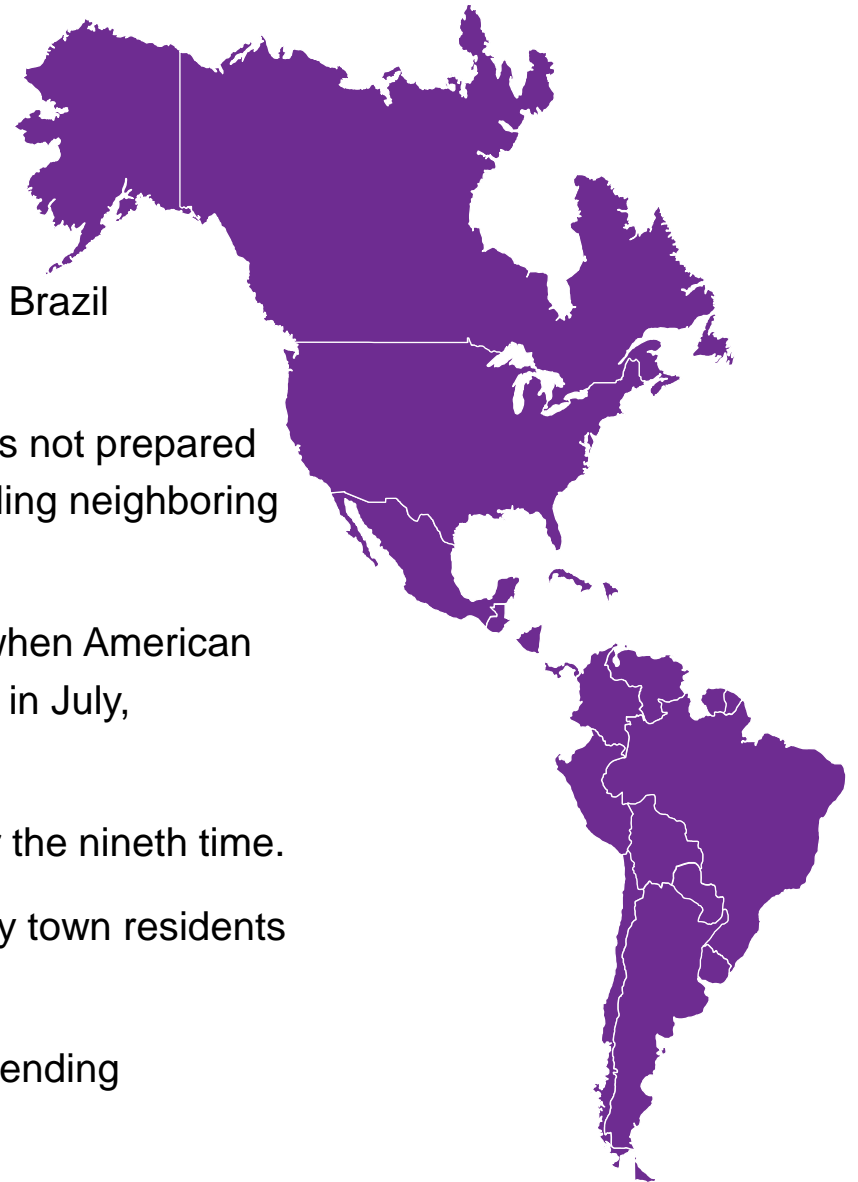 Brazil
s not prepared
ling neighboring
when American
in July,
the nineth time.
y town residents
ending